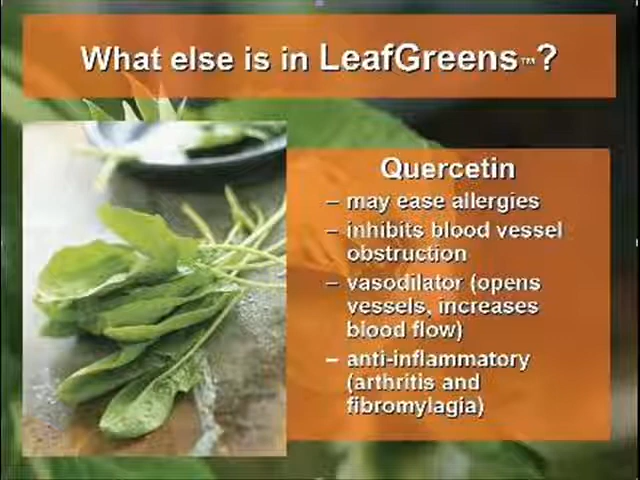 What else is in LeafGreens™?
Quercetin
– may ease allergies
– inhibits blood vessel
obstruction
– vasodilator (opens
vessels, increases
blood flow)
– anti-inflammatory
(arthritis and
fibromylagia)